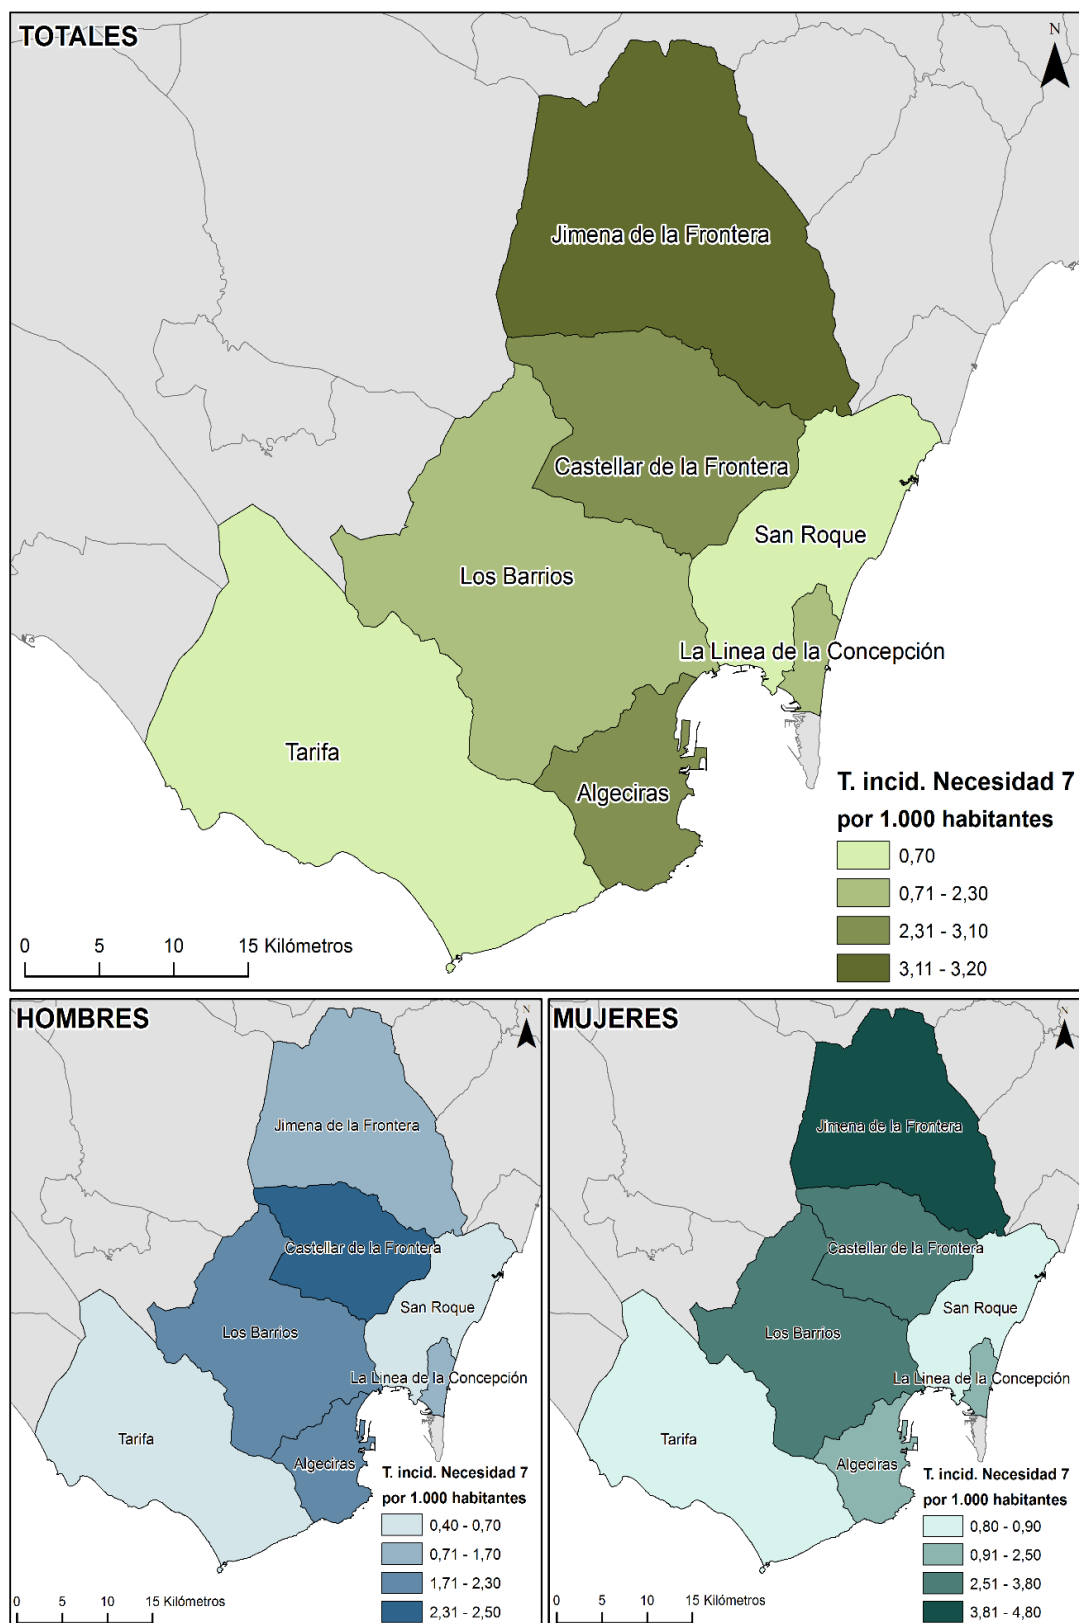 TOTALES
N
Jimena de la Frontera
Castellar de la Frontera
San Roque
Los Barrios
La Linea de la Concepción
Tarifa
Algeciras
T. incid. Necesidad 7
por 1.000 habitantes
0,70
0,71 - 2,30
2,31 - 3,10
3,11 - 3,20
0 5 10 15 Kilómetros
HOMBRES
N
Jimena de la Frontera
Castellar de la Frontera
San Roque
Los Barrios
La Linea de la Concepción
Tarifa
Algeciras
T. incid. Necesidad 7
por 1.000 habitantes
0,40 - 0,70
0,71 - 1,70
1,71 - 2,30
2,31 - 2,50
0 5 10 15 Kilómetros
MUJERES
N
Jimena de la Frontera
Castellar de la Frontera
San Roque
Los Barrios
La Linea de la Concepción
Tarifa
Algeciras
T. incid. Necesidad 7
por 1.000 habitantes
0,80 - 0,90
0,91 - 2,50
2,51 - 3,80
3,81 - 4,80
0 5 10 15 Kilómetros